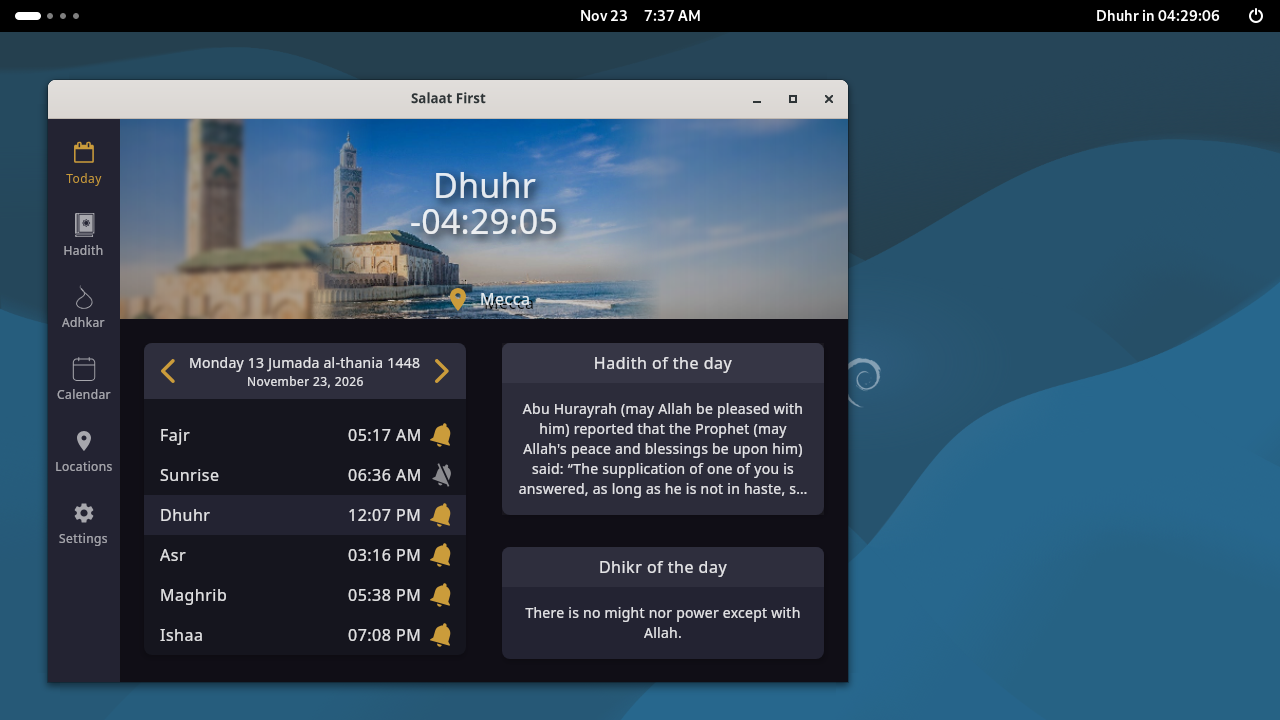 Nov 23 7:37 AM
Dhuhr in 04:29:06
Salaat First
Today
Hadith
Adhkar
Calendar
Locations
Settings
Dhuhr
-04:29:05
Mecca
Monday 13 Jumada al-thania 1448
November 23, 2026
Fajr 05:17 AM
Sunrise 06:36 AM
Dhuhr 12:07 PM
Asr 03:16 PM
Maghrib 05:38 PM
Ishaa 07:08 PM
Hadith of the day
Abu Hurayrah (may Allah be pleased with
him) reported that the Prophet (may
Allah's peace and blessings be upon him)
said: “The supplication of one of you is
answered, as long as he is not in haste, s...
Dhikr of the day
There is no might nor power except with
Allah.